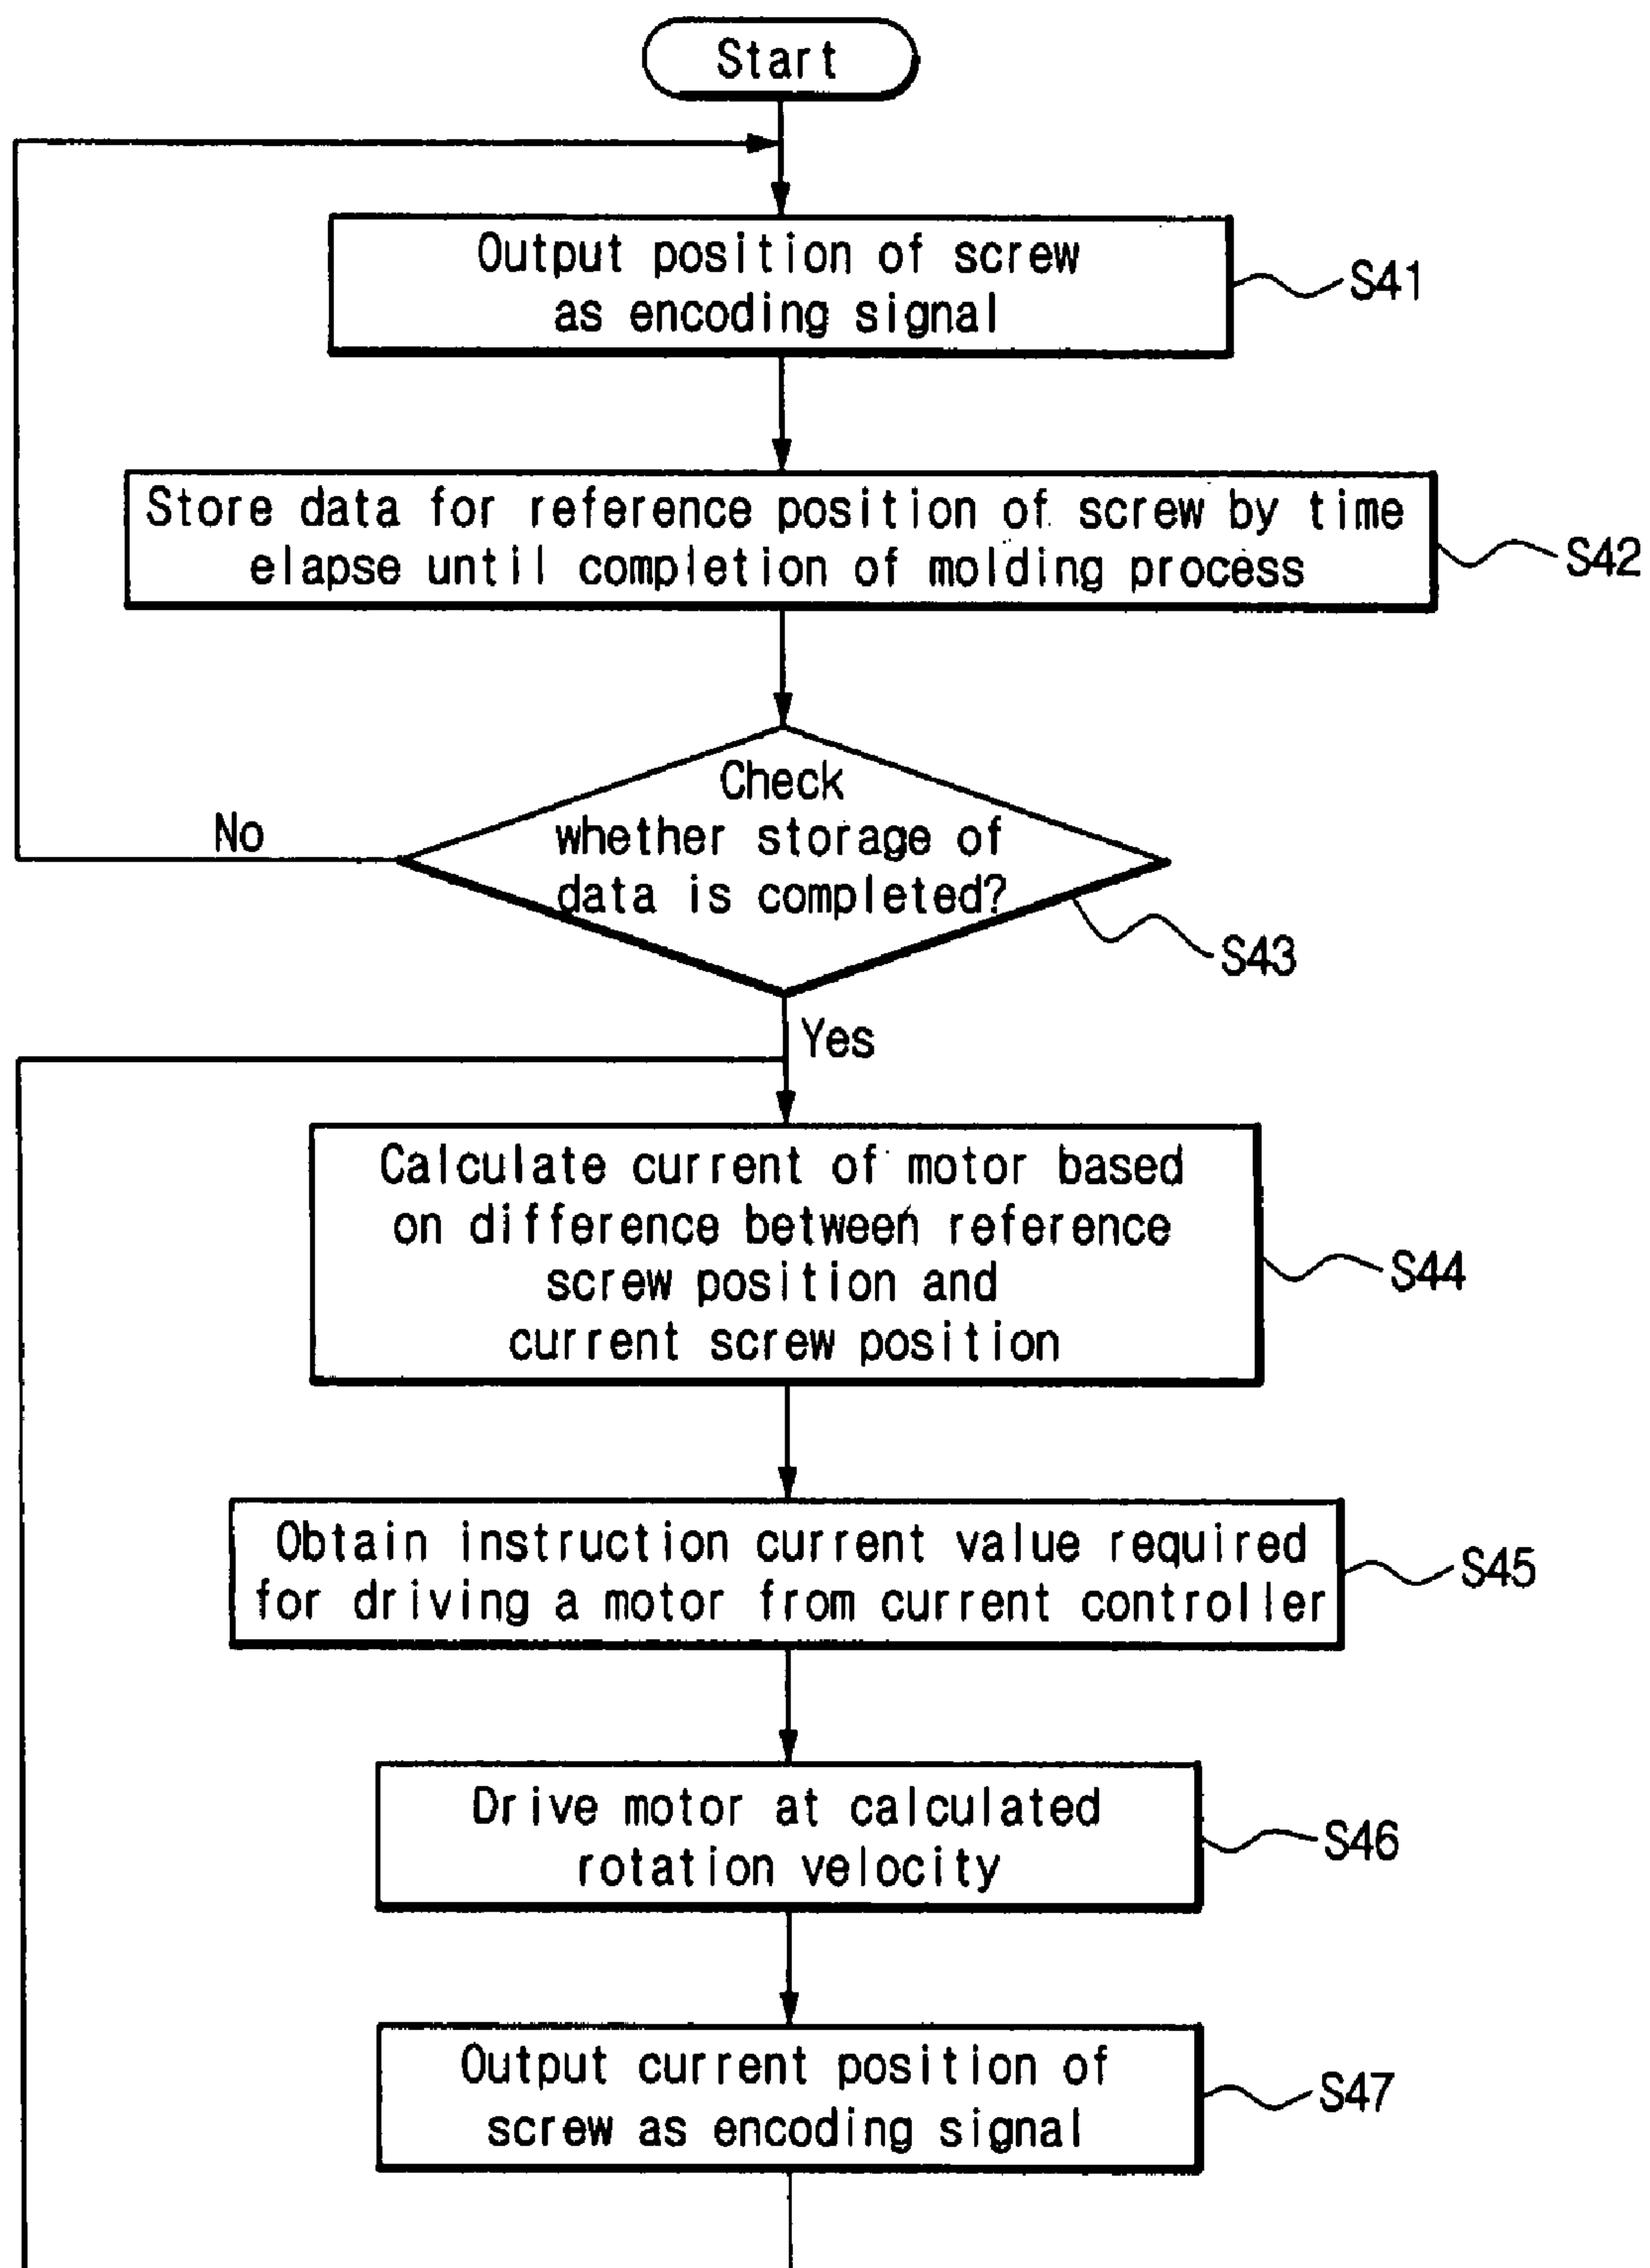 Start
Output position of screw
as encoding signal
S41
Store data for reference position of screw by time
elapse until completion of molding process
S42
Check
whether storage of
data is completed?
No
S43
Yes
Calculate current of motor based
on difference between reference
screw position and
current screw position
S44
Obtain instruction current value required
for driving a motor from current controller
S45
Drive motor at calculated
rotation velocity
S46
Output current position of
screw as encoding signal
S47